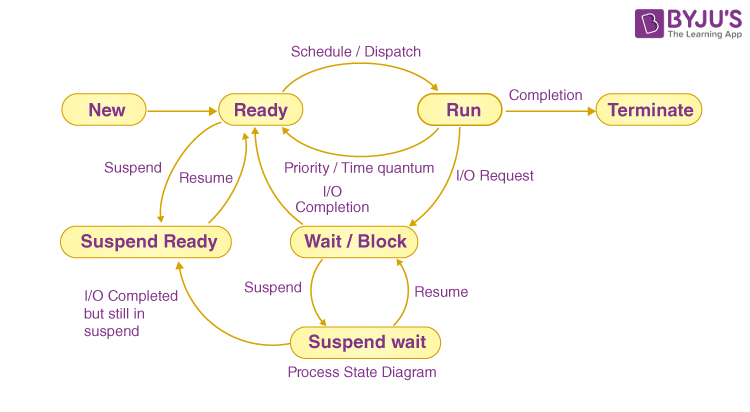 BYJU'S
The Learning App
Schedule / Dispatch
New
Ready
Run
Completion
Terminate
Suspend
Resume
Priority / Time quantum
I/O Request
I/O
Completion
Suspend Ready
Wait / Block
Suspend
Resume
I/O Completed
but still in
suspend
Suspend wait
Process State Diagram